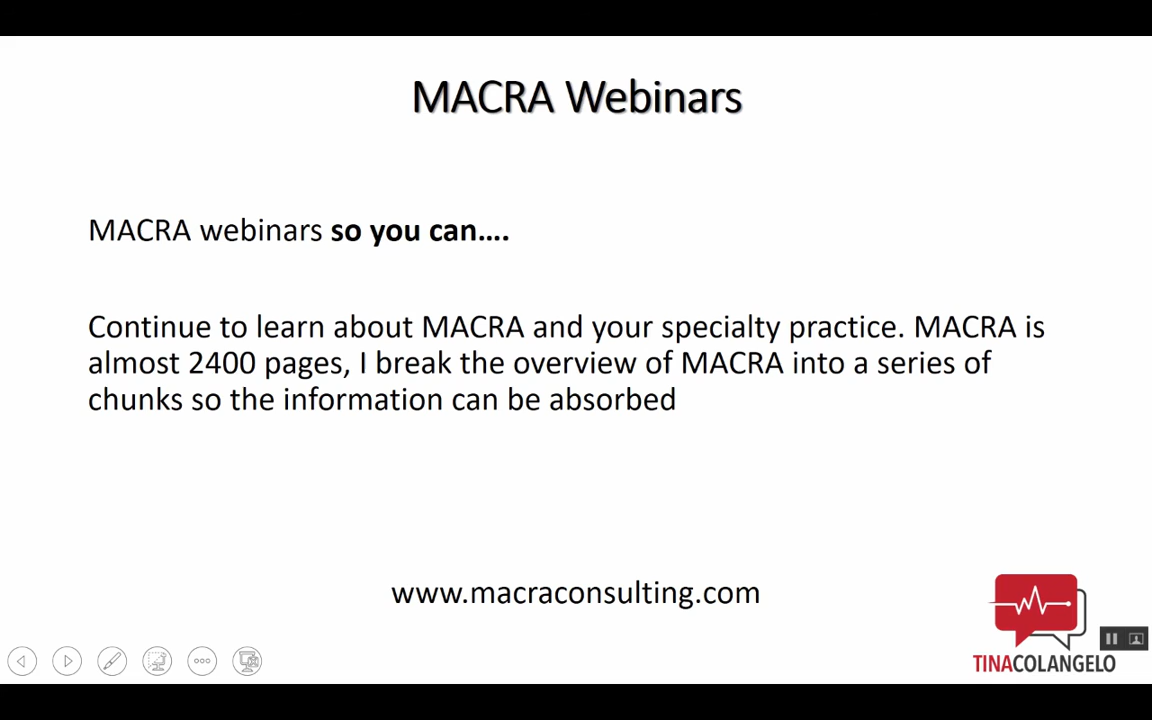 MACRA Webinars
MACRA webinars so you can....
Continue to learn about MACRA and your specialty practice. MACRA is
almost 2400 pages, I break the overview of MACRA into a series of
chunks so the information can be absorbed
www.macraconsulting.com
TINACOLANGELO